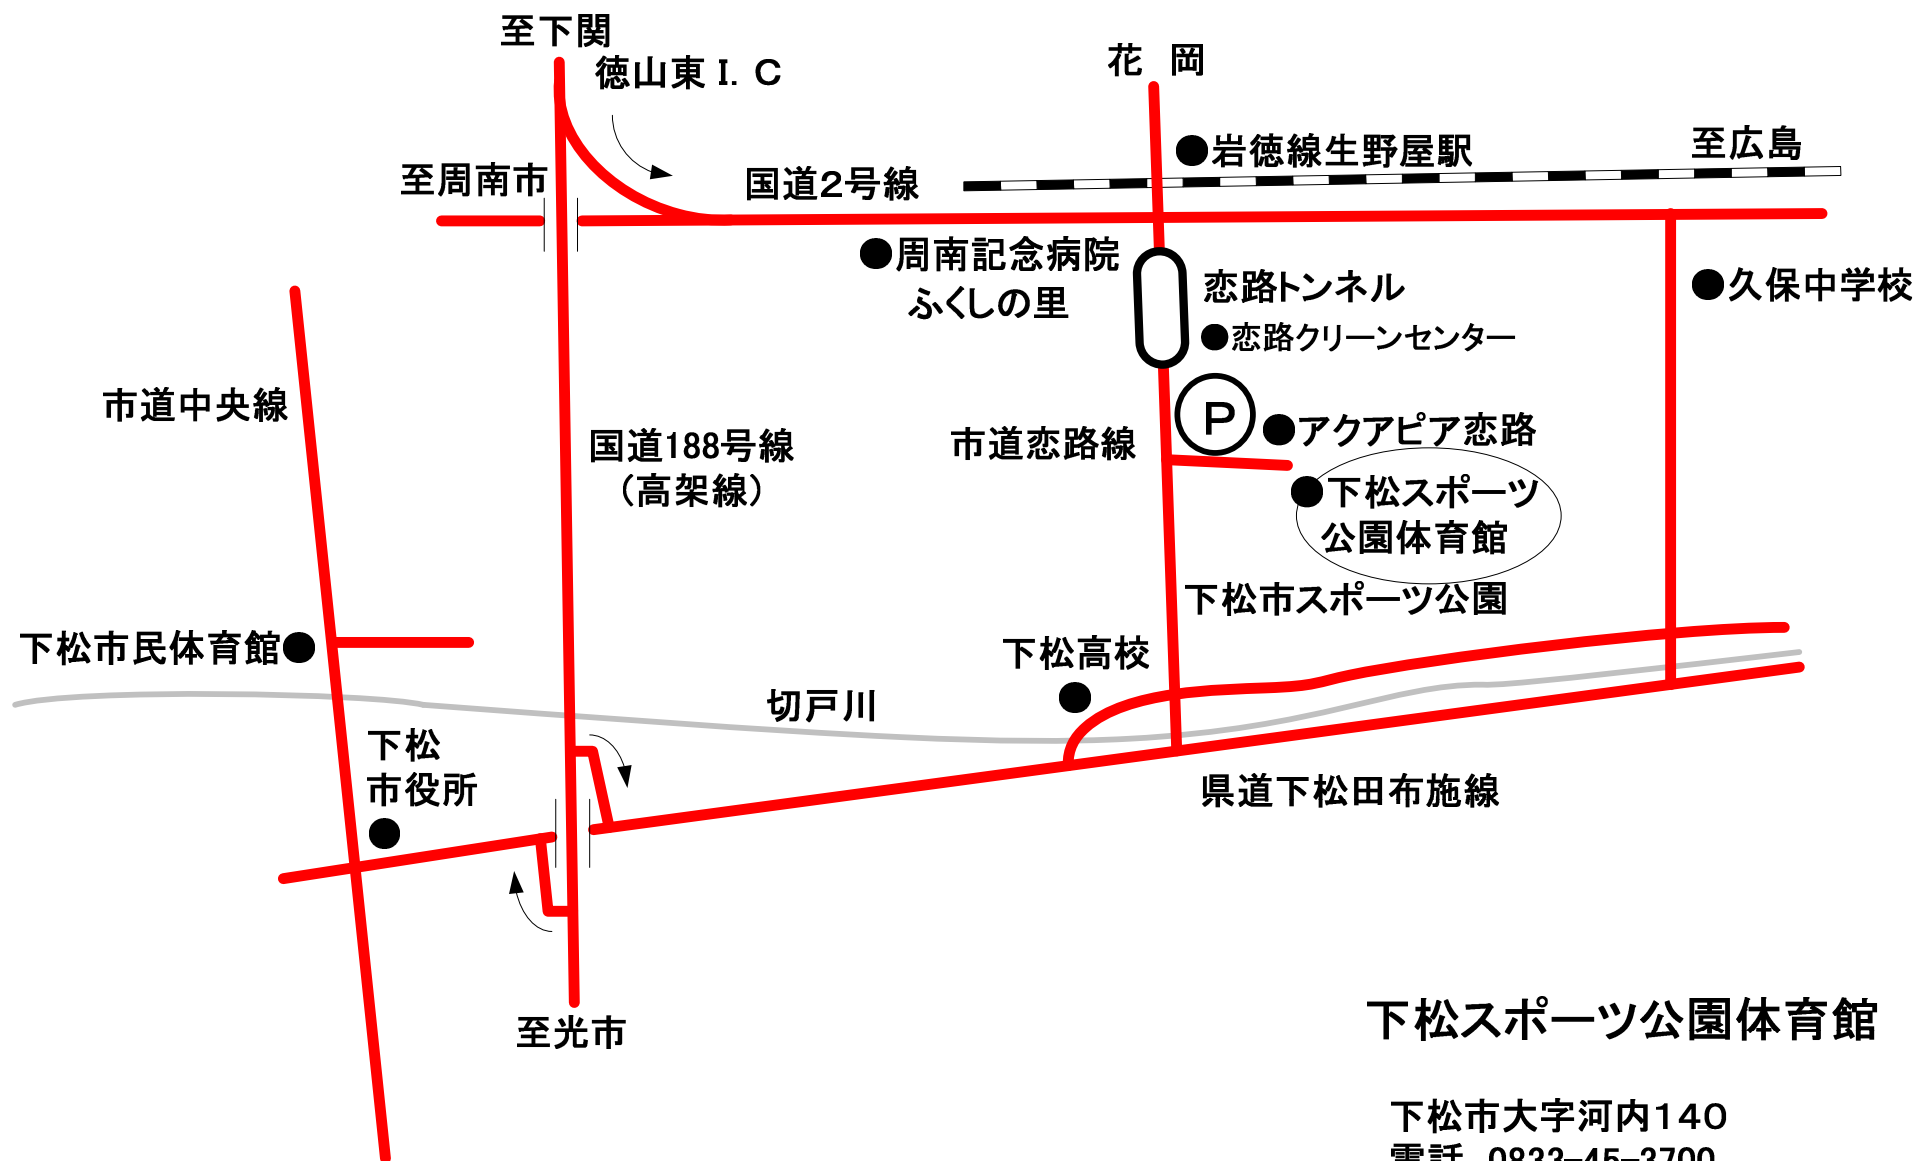 至下関
徳山東 I. C
花　岡
岩徳線生野屋駅
至広島
至周南市
国道2号線
周南記念病院
ふくしの里
恋路トンネル
久保中学校
恋路クリーンセンター
市道中央線
P
アクアピア恋路
国道188号線
（高架線）
市道恋路線
下松スポーツ
公園体育館
下松市スポーツ公園
下松市民体育館
下松高校
切戸川
下松
市役所
県道下松田布施線
至光市
下松スポーツ公園体育館
下松市大字河内140
電話 0833-45-3700